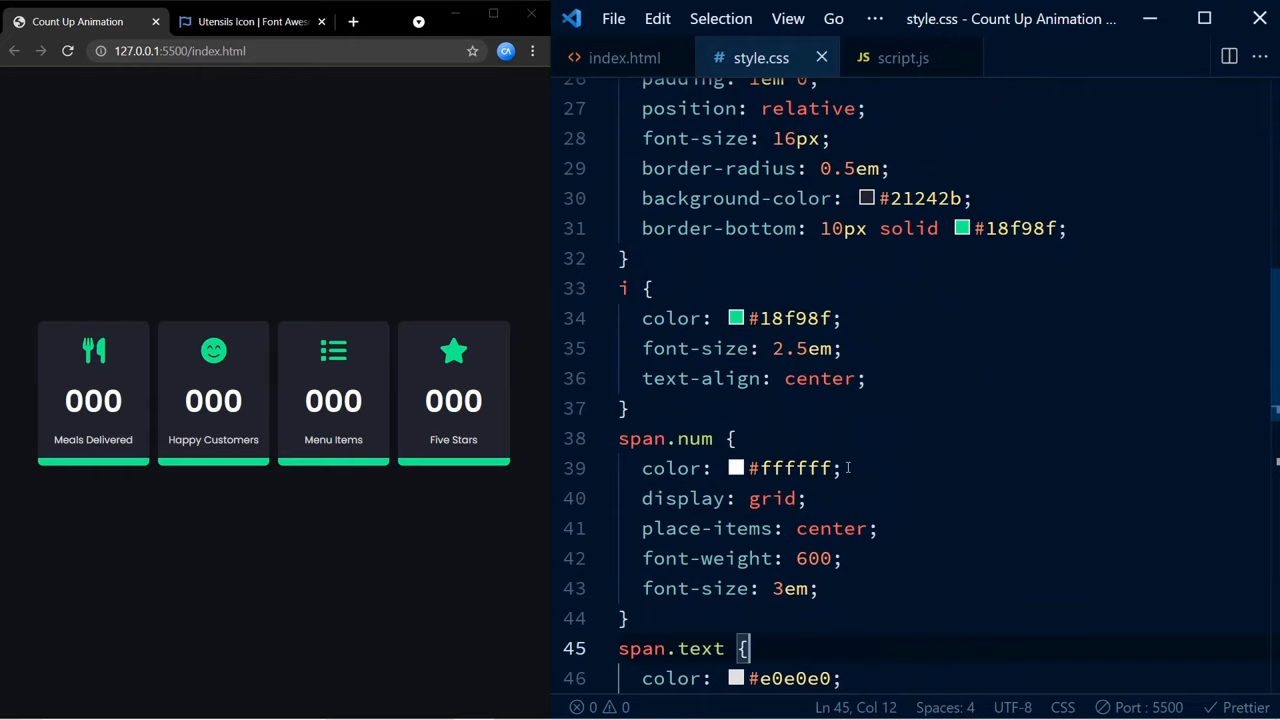 Count Up Animation
Utensils Icon | Font Awes
127.0.0.1:5500/index.html
000
Meals Delivered
000
Happy Customers
000
Menu Items
000
Five Stars
File Edit Selection View Go ··· style.css - Count Up Animation ...
<> index.html # style.css JS script.js
26 padding: 1em 0;
27 position: relative;
28 font-size: 16px;
29 border-radius: 0.5em;
30 background-color: #21242b;
31 border-bottom: 10px solid #18f98f;
32 }
33 i {
34 color: #18f98f;
35 font-size: 2.5em;
36 text-align: center;
37 }
38 span.num {
39 color: #ffffff;
40 display: grid;
41 place-items: center;
42 font-weight: 600;
43 font-size: 3em;
44 }
45 span.text {
46 color: #e0e0e0;
0 0 Ln 45, Col 12 Spaces: 4 UTF-8 CSS Port : 5500 Prettier